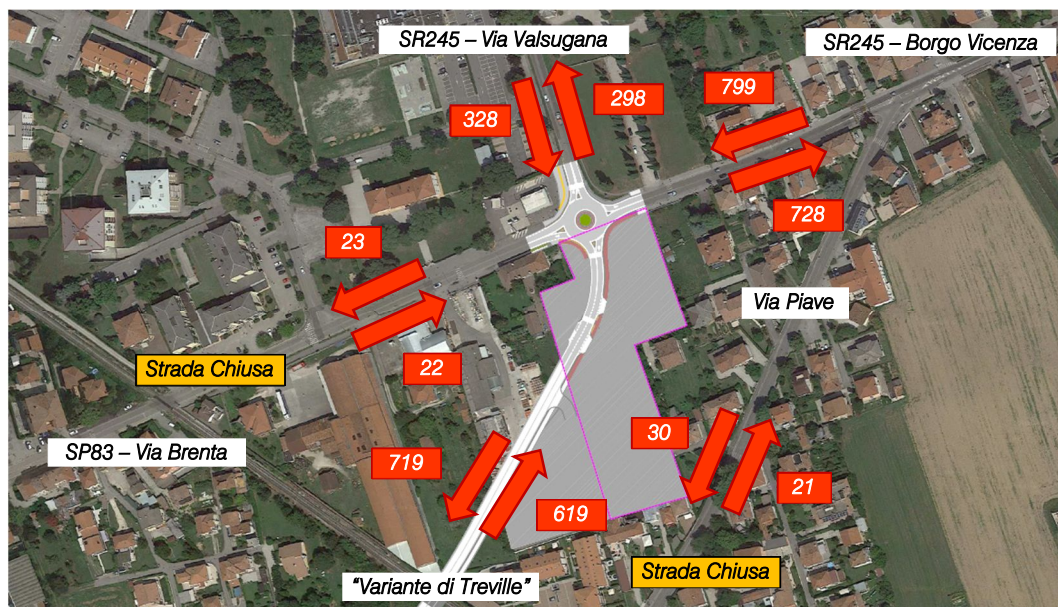 SR245 – Via Valsugana
SR245 – Borgo Vicenza
799
298
328
728
23
Via Piave
22
Strada Chiusa
30
SP83 – Via Brenta
719
21
619
Strada Chiusa
“Variante di Treville”